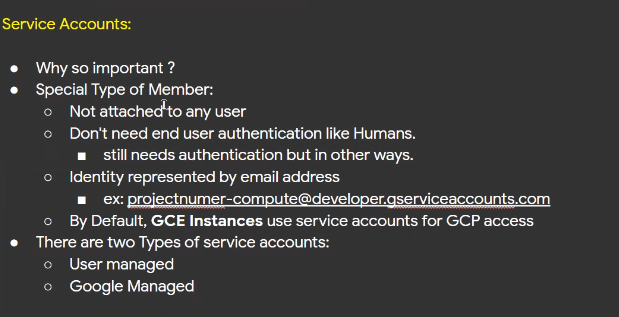 Service Accounts:
● Why so important ?
● Special Type of Member:
○ Not attached to any user
○ Don't need end user authentication like Humans.
■ still needs authentication but in other ways.
○ Identity represented by email address
■ ex: projectnumer-compute@developer.gserviceaccounts.com
○ By Default, GCE Instances use service accounts for GCP access
● There are two Types of service accounts:
○ User managed
○ Google Managed